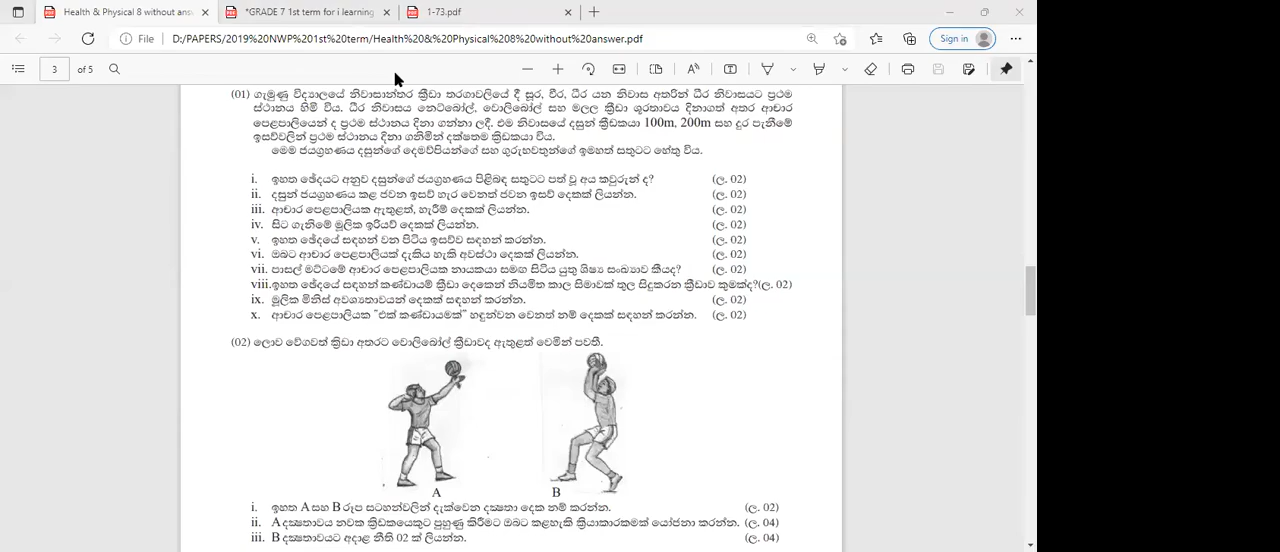 Health & Physical 8 without ans
*GRADE 7 1st term for i learning
1-73.pdf
File
D:/PAPERS/2019%20NWP%201st%20term/Health%20&%20Physical%208%20without%20answer.pdf
Sign in
3 of 5
(01) ගැමුණු විද්‍යාලයේ නිවාසාන්තර ක්‍රීඩා තරගාවලියේ දී සූර, වීර, ධීර යන නිවාස අතරින් ධීර නිවාසයට ප්‍රථම
ස්ථානය හිමි විය. ධීර නිවාසය නෙට්බෝල්, වොලිබෝල් සහ මලල ක්‍රීඩා ශූරතාවය දිනාගත් අතර ආචාර
පෙළපාලියෙන් ද ප්‍රථම ස්ථානය දිනා ගන්නා ලදී. එම නිවාසයේ දසුන් ක්‍රීඩකයා 100m, 200m සහ දුර පැනීමේ
ඉසව්වලින් ප්‍රථම ස්ථානය දිනා ගනිමින් දක්ෂතම ක්‍රිඩකයා විය.
මෙම ජයග්‍රහණය දසුන්ගේ දෙමව්පියන්ගේ සහ ගුරුභවතුන්ගේ ඉමහත් සතුටට හේතු විය.
i. ඉහත ඡේදයට අනුව දසුන්ගේ ජයග්‍රහණය පිළිබඳ සතුටට පත් වූ අය කවුරුන් ද? (ල. 02)
ii. දසුන් ජයග්‍රහණය කළ ජවන ඉසව් හැර වෙනත් ජවන ඉසව් දෙකක් ලියන්න. (ල. 02)
iii. ආචාර පෙළපාලියක ඇතුළත්, හැරීම් දෙකක් ලියන්න. (ල. 02)
iv. සිට ගැනිමේ මූලික ඉරියව් දෙකක් ලියන්න. (ල. 02)
v. ඉහත ඡේදයේ සඳහන් වන පිටිය ඉසව්ව සඳහන් කරන්න. (ල. 02)
vi. ඔබට ආචාර පෙළපාලියක් දැකිය හැකි අවස්ථා දෙකක් ලියන්න. (ල. 02)
vii. පාසල් මට්ටමේ ආචාර පෙළපාලියක නායකයා සමඟ සිටිය යුතු ශිෂ්‍ය සංඛ්‍යාව කීයද? (ල. 02)
viii.ඉහත ඡේදයේ සඳහන් කණ්ඩායම් ක්‍රීඩා දෙකෙන් නියමිත කාල සිමාවක් තුල සිදුකරන ක්‍රීඩාව කුමක්ද?(ල. 02)
ix. මූලික මිනිස් අවශ්‍යතාවයන් දෙකක් සඳහන් කරන්න. (ල. 02)
x. ආචාර පෙළපාලියක "එක් කණ්ඩායමක්" හඳුන්වන වෙනත් නම් දෙකක් සඳහන් කරන්න. (ල. 02)
(02) ලොව වේගවත් ක්‍රිඩා අතරට වොලිබෝල් ක්‍රීඩාවද ඇතුළත් වෙමින් පවතී.
A B
i. ඉහත A සහ B රූප සටහන්වලින් දැක්වෙන දක්‍ෂතා දෙක නම් කරන්න. (ල. 02)
ii. A දක්‍ෂතාවය නවක ක්‍රිඩකයෙකුට පුහුණු කිරීමට ඔබට කළහැකි ක්‍රියාකාරකමක් යෝජනා කරන්න. (ල. 04)
iii. B දක්‍ෂතාවයට අදාළ නීති 02 ක් ලියන්න. (ල. 04)